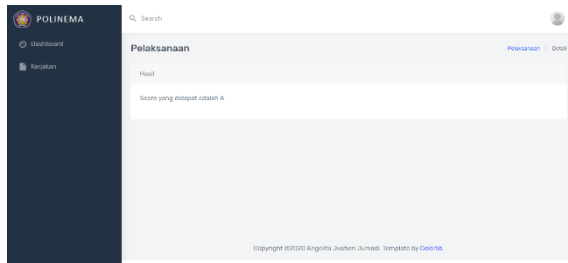 POLINEMA
Search
Dashboard
Kerjakan
Pelaksanaan
Pelaksanaan
Detail
Hasil
Score yang didapat adalah A
Copyright ©2020 Angelita Justien Jumadi. Template by Colorlib.